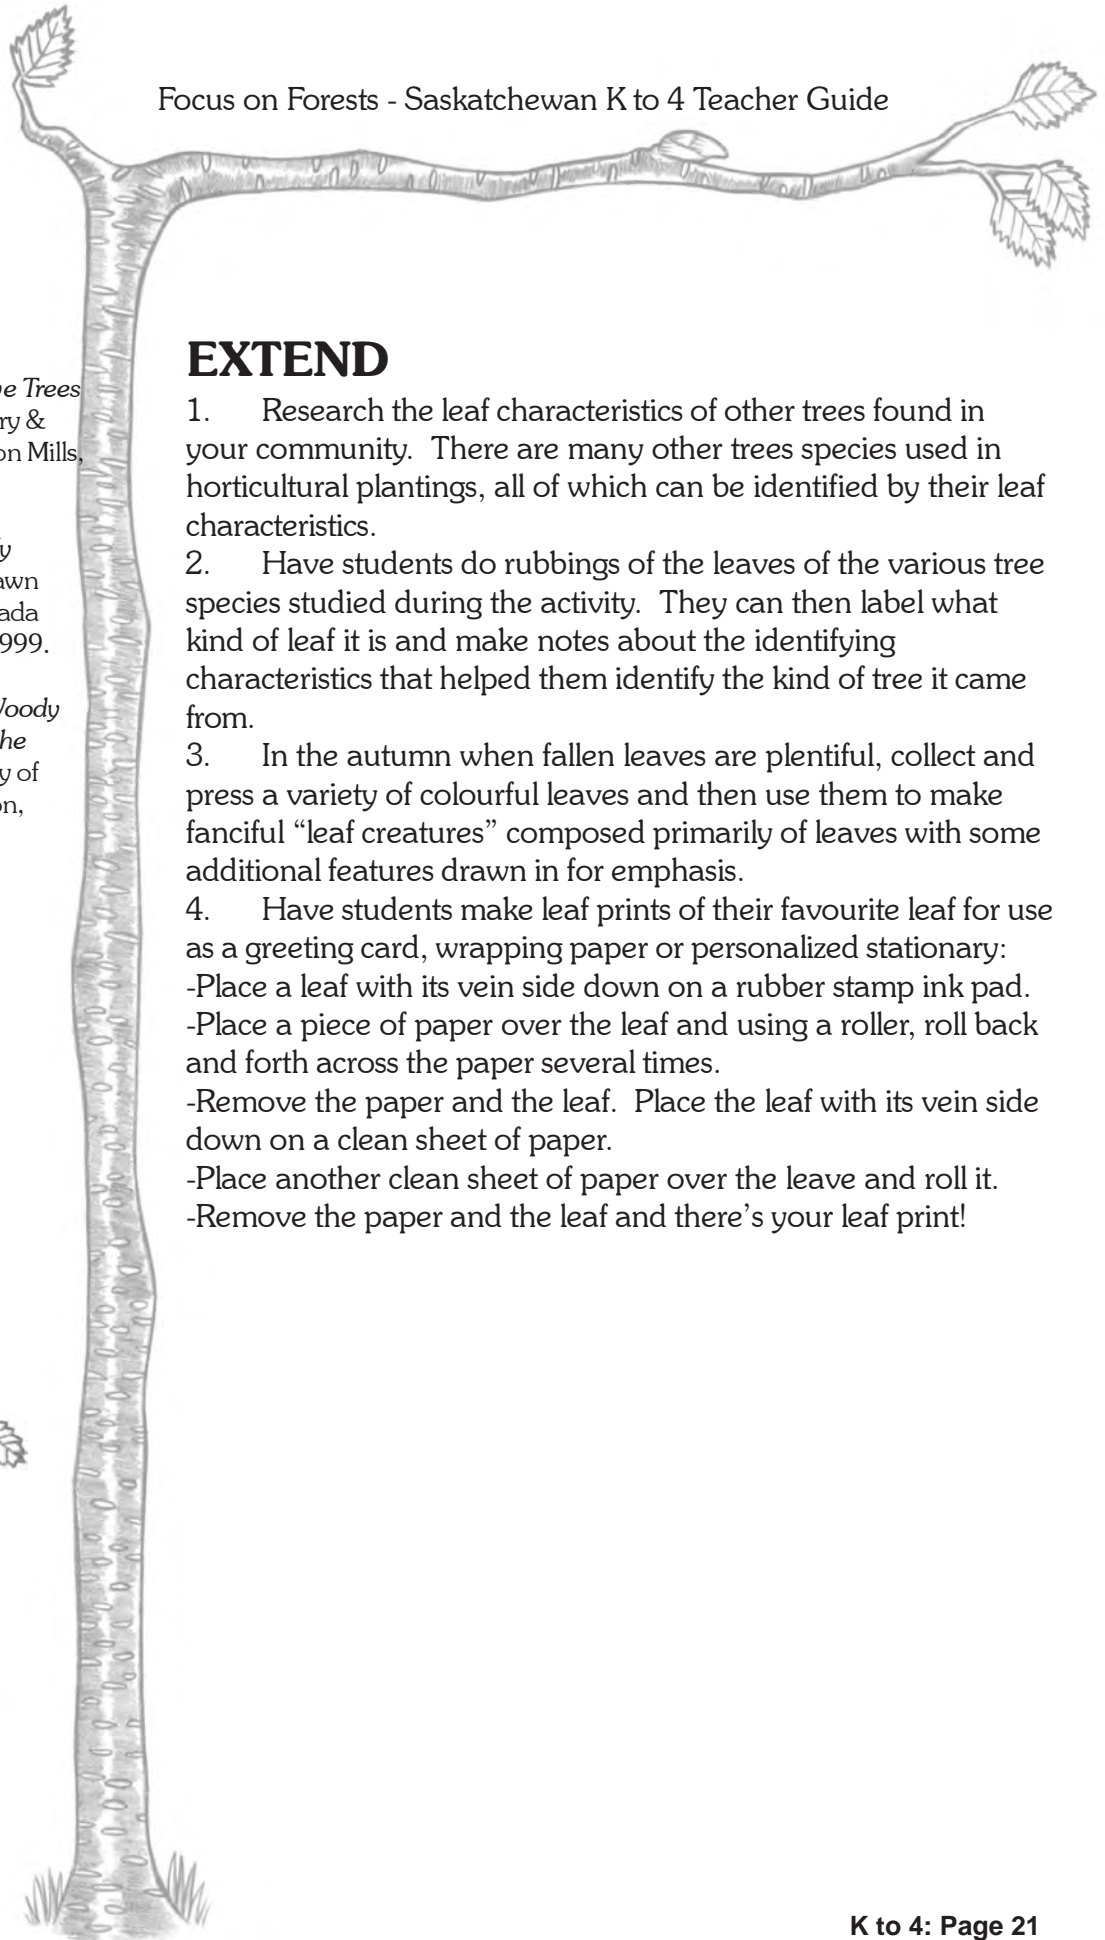 Focus on Forests - Saskatchewan K to 4 Teacher Guide
Trees
&
Mills,
1999.
of
EXTEND
1. Research the leaf characteristics of other trees found in
your community. There are many other trees species used in
horticultural plantings, all of which can be identified by their leaf
characteristics.
2. Have students do rubbings of the leaves of the various tree
species studied during the activity. They can then label what
kind of leaf it is and make notes about the identifying
characteristics that helped them identify the kind of tree it came
from.
3. In the autumn when fallen leaves are plentiful, collect and
press a variety of colourful leaves and then use them to make
fanciful “leaf creatures” composed primarily of leaves with some
additional features drawn in for emphasis.
4. Have students make leaf prints of their favourite leaf for use
as a greeting card, wrapping paper or personalized stationary:
-Place a leaf with its vein side down on a rubber stamp ink pad.
-Place a piece of paper over the leaf and using a roller, roll back
and forth across the paper several times.
-Remove the paper and the leaf. Place the leaf with its vein side
down on a clean sheet of paper.
-Place another clean sheet of paper over the leave and roll it.
-Remove the paper and the leaf and there’s your leaf print!
K to 4: Page 21